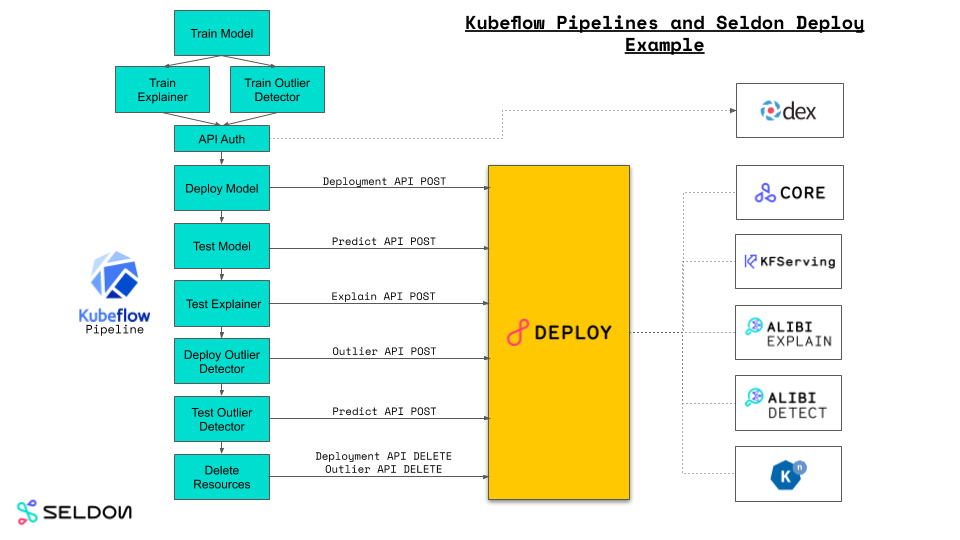 Kubeflow Pipelines and Seldon Deploy
Example
Train Model
Train
Explainer
Train Outlier
Detector
API Auth
dex
Deploy Model
Deployment API POST
CORE
Test Model
Predict API POST
KFServing
Kubeflow
Pipeline
Test Explainer
Explain API POST
DEPLOY
ALIBI
EXPLAIN
Deploy Outlier
Detector
Outlier API POST
ALIBI
DETECT
Test Outlier
Detector
Predict API POST
Delete
Resources
Deployment API DELETE
Outlier API DELETE
K
n
SELDON